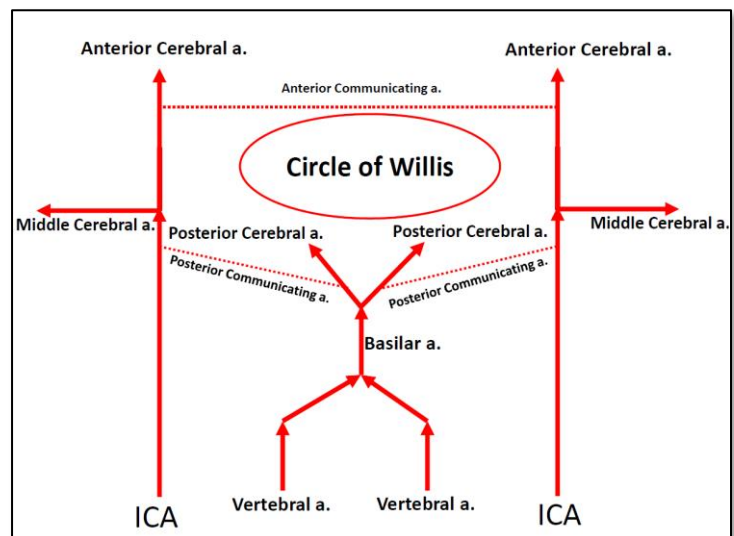 Anterior Cerebral a.
Anterior Cerebral a.
Anterior Communicating a.
Circle of Willis
Middle Cerebral a.
Middle Cerebral a.
Posterior Cerebral a.
Posterior Cerebral a.
Posterior Communicating a.
Posterior Communicating a.
Basilar a.
Vertebral a.
Vertebral a.
ICA
ICA